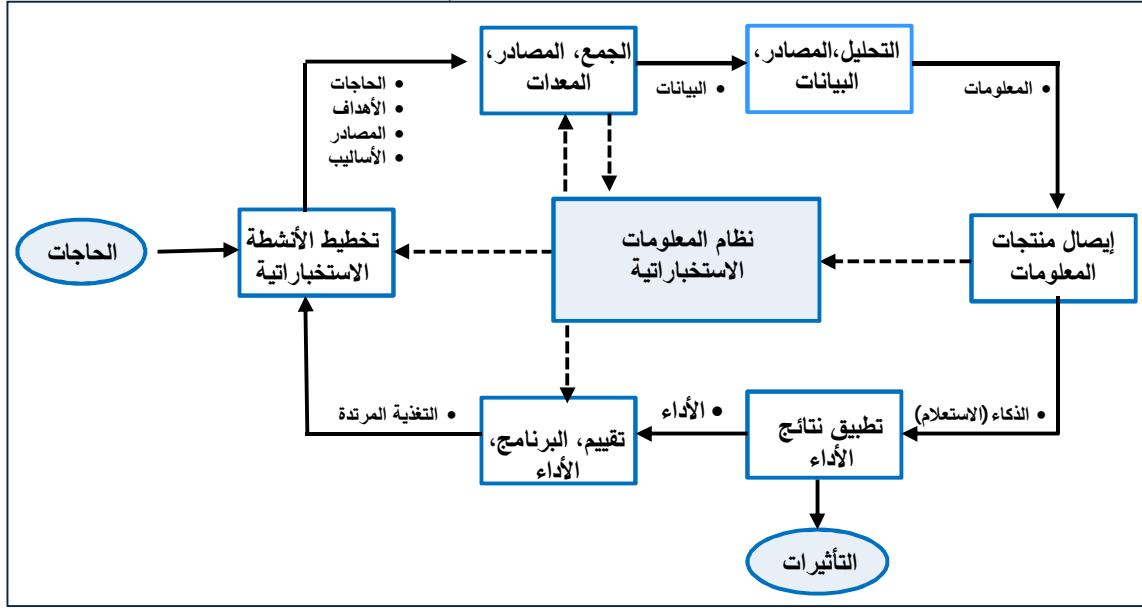 الجمع، المصادر،
المعدات
التحليل،المصادر،
البيانات
• الحاجات
• الأهداف
• المصادر
• الأساليب
• البيانات
• المعلومات
الحاجات
تخطيط الأنشطة
الاستخباراتية
نظام المعلومات
الاستخباراتية
إيصال منتجات
المعلومات
• التغذية المرتدة
تقييم، البرنامج،
الأداء
• الأداء
تطبيق نتائج
الأداء
• الذكاء (الاستعلام)
التأثيرات